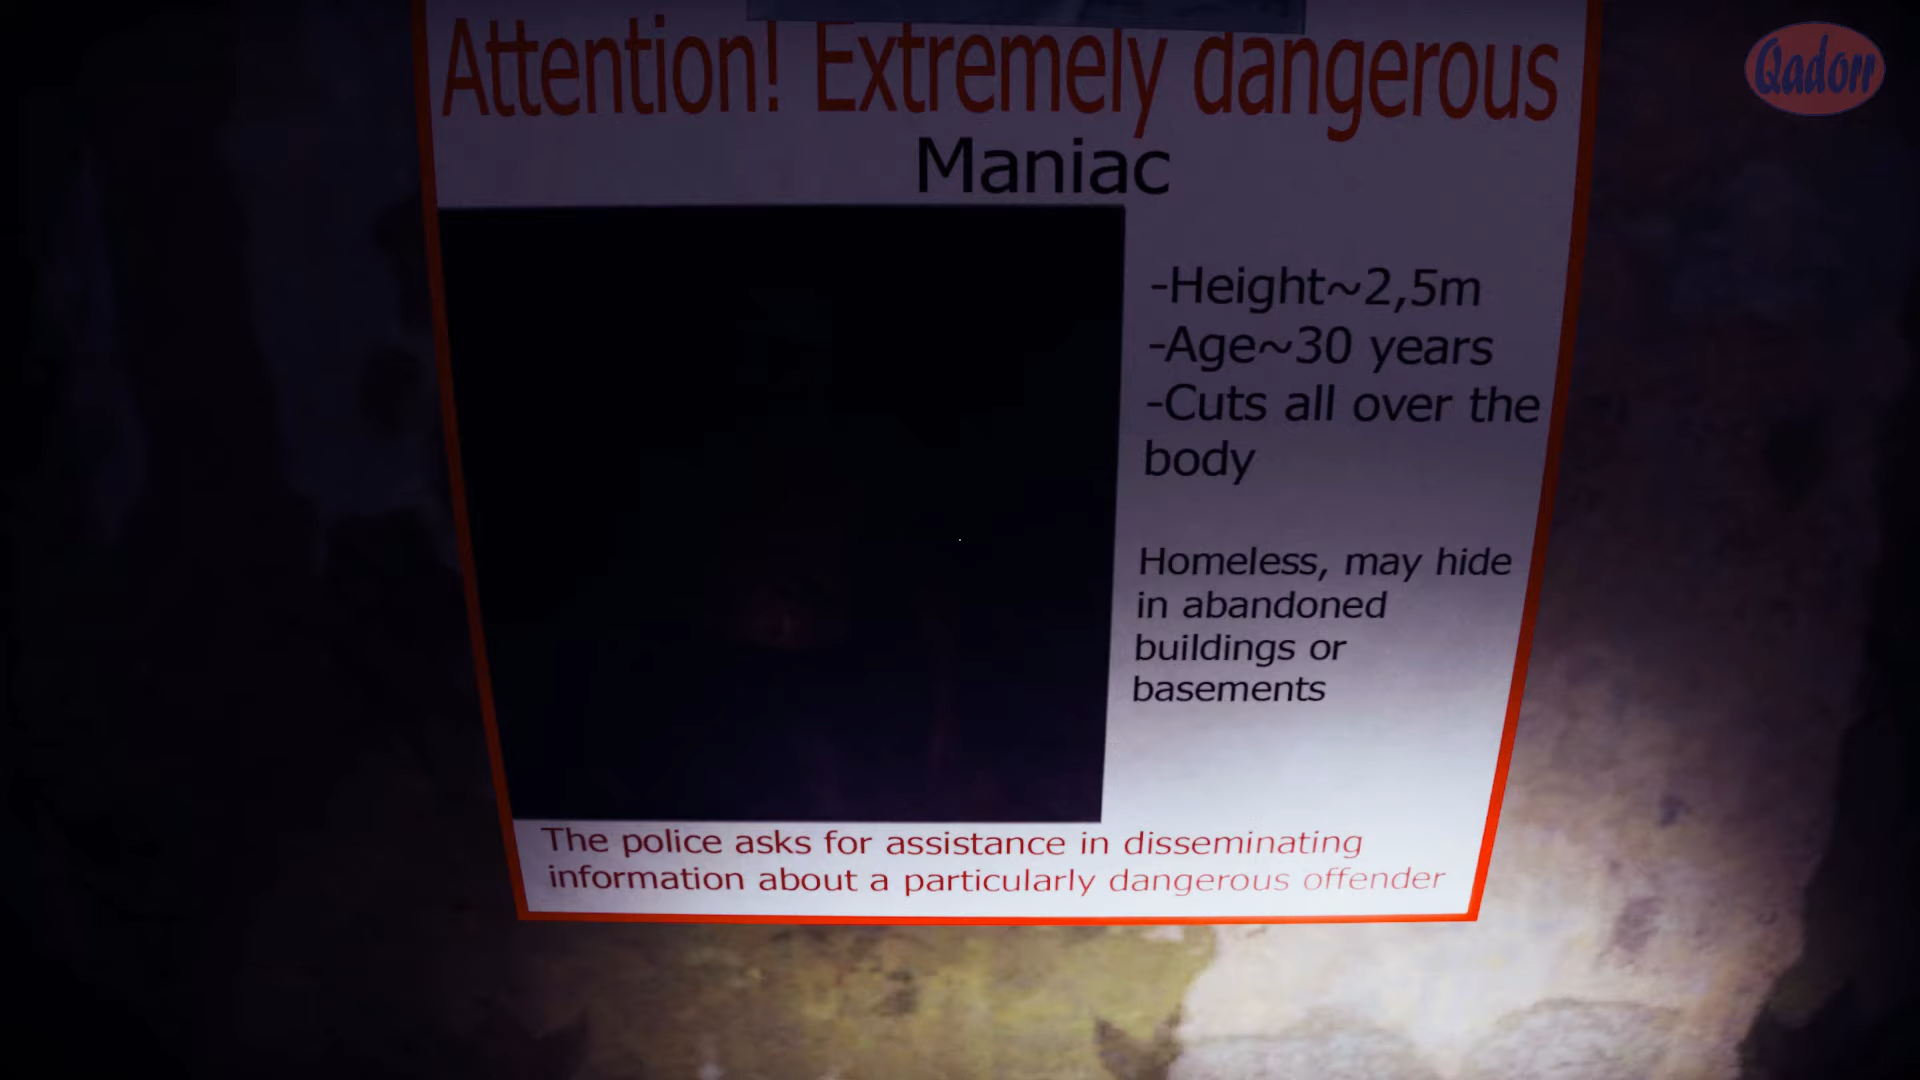 Attention! Extremely dangerous
Maniac
-Height~2,5m
-Age~30 years
-Cuts all over the
body
Homeless, may hide
in abandoned
buildings or
basements
The police asks for assistance in disseminating
information about a particularly dangerous offender
Qadorr